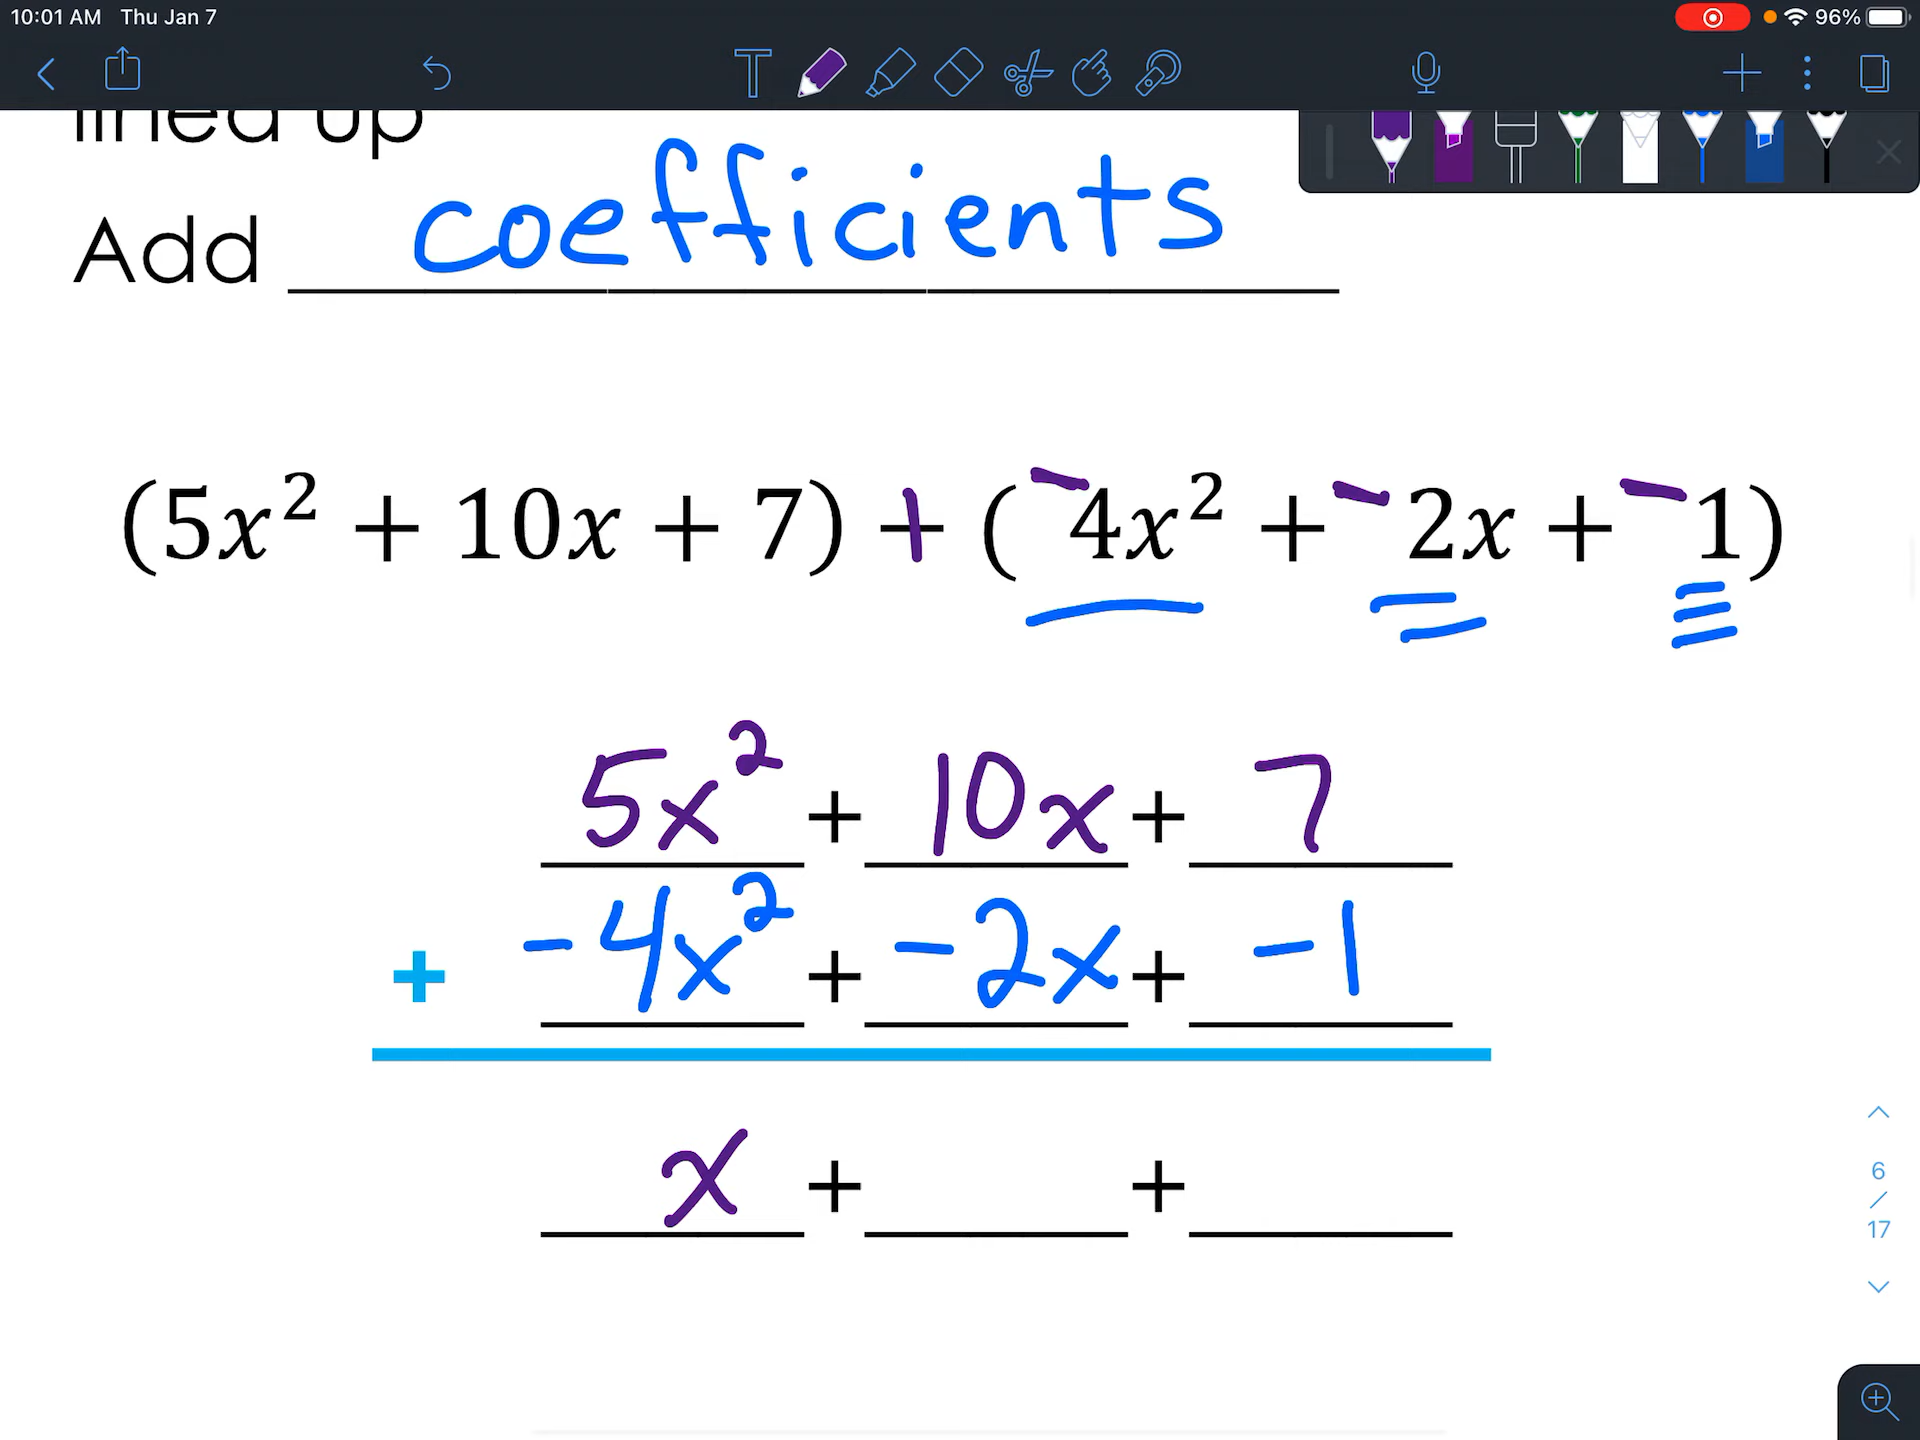 10:01 AM Thu Jan 7 96%
lined up
Add coefficients
(5x² + 10x + 7) + (⁻4x² + ⁻2x + ⁻1)
5x² + 10x + 7
+ -4x² + -2x + -1
x + +
6
/
17